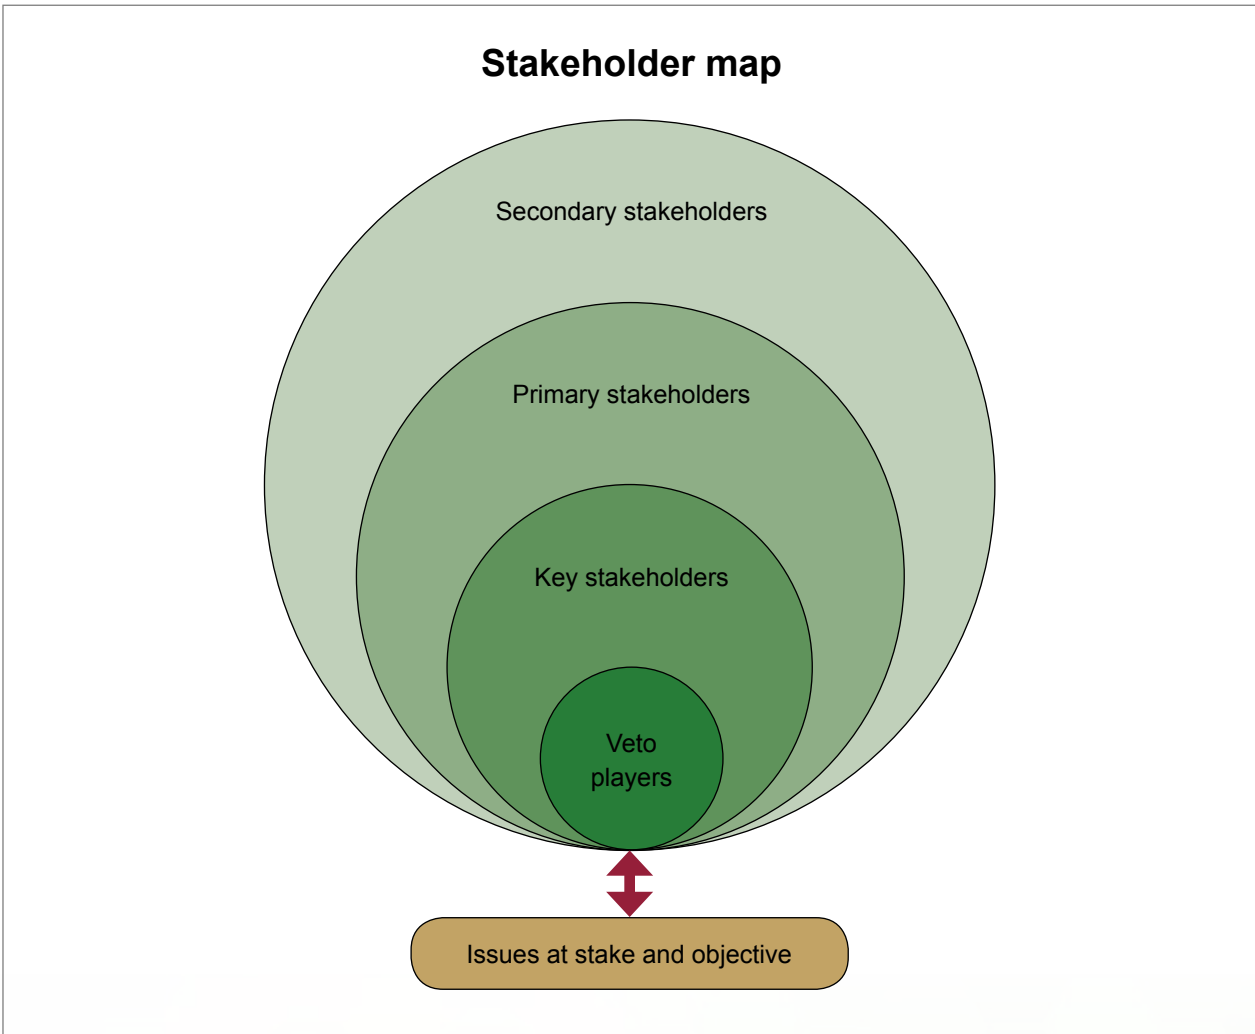 Stakeholder map
Secondary stakeholders
Primary stakeholders
Key stakeholders
Veto
players
Issues at stake and objective